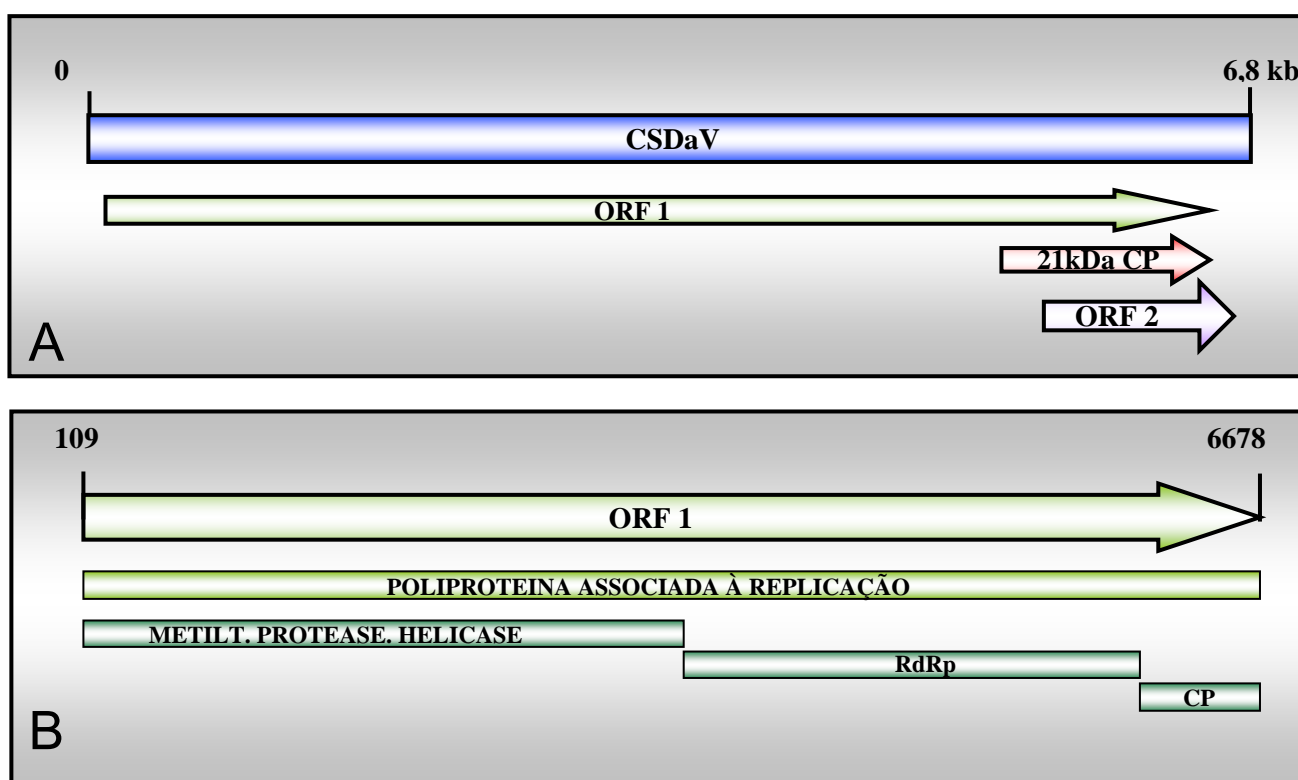 0
6,8 kb
CSDaV
ORF 1
21kDa CP
ORF 2
A
109
6678
ORF 1
POLIPROTEINA ASSOCIADA À REPLICAÇÃO
METILT. PROTEASE. HELICASE
RdRp
CP
B